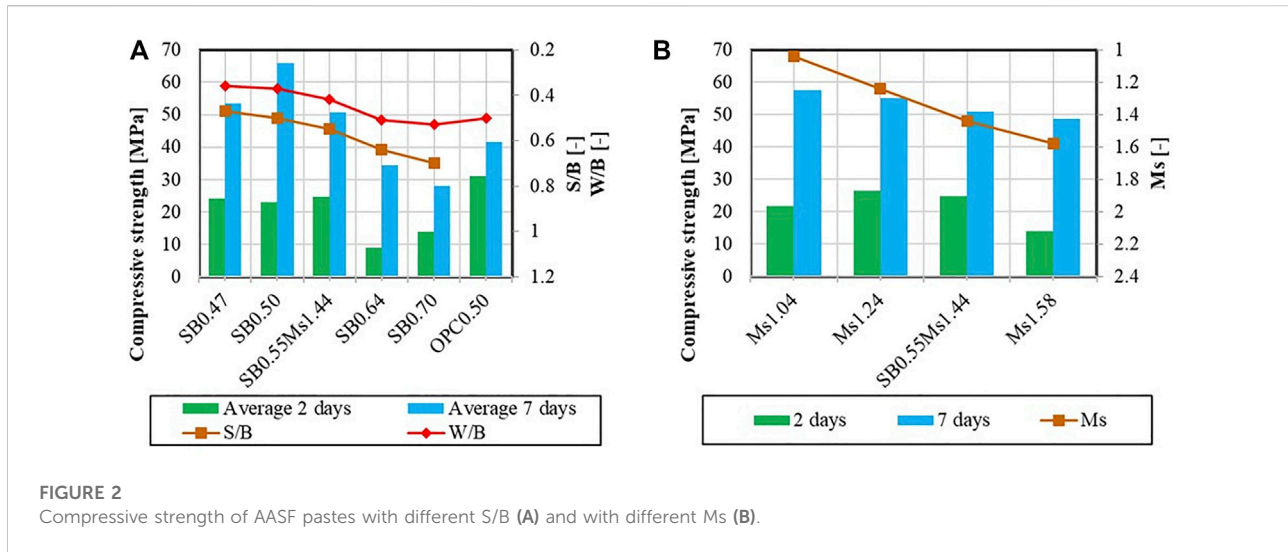 A
Compressive strength [MPa]
70
60
50
40
30
20
10
0
0.2
0.4
0.6
0.8
1
1.2
S/B [-]
W/B [-]
SB0.47
SB0.50
SB0.55Ms1.44
SB0.64
SB0.70
OPC0.50
Average 2 days Average 7 days
S/B W/B
B
Compressive strength [MPa]
70
60
50
40
30
20
10
0
1
1.2
1.4
1.6
1.8
2
2.2
2.4
Ms [-]
Ms1.04
Ms1.24
SB0.55Ms1.44
Ms1.58
2 days 7 days Ms
FIGURE 2
Compressive strength of AASF pastes with different S/B (A) and with different Ms (B).